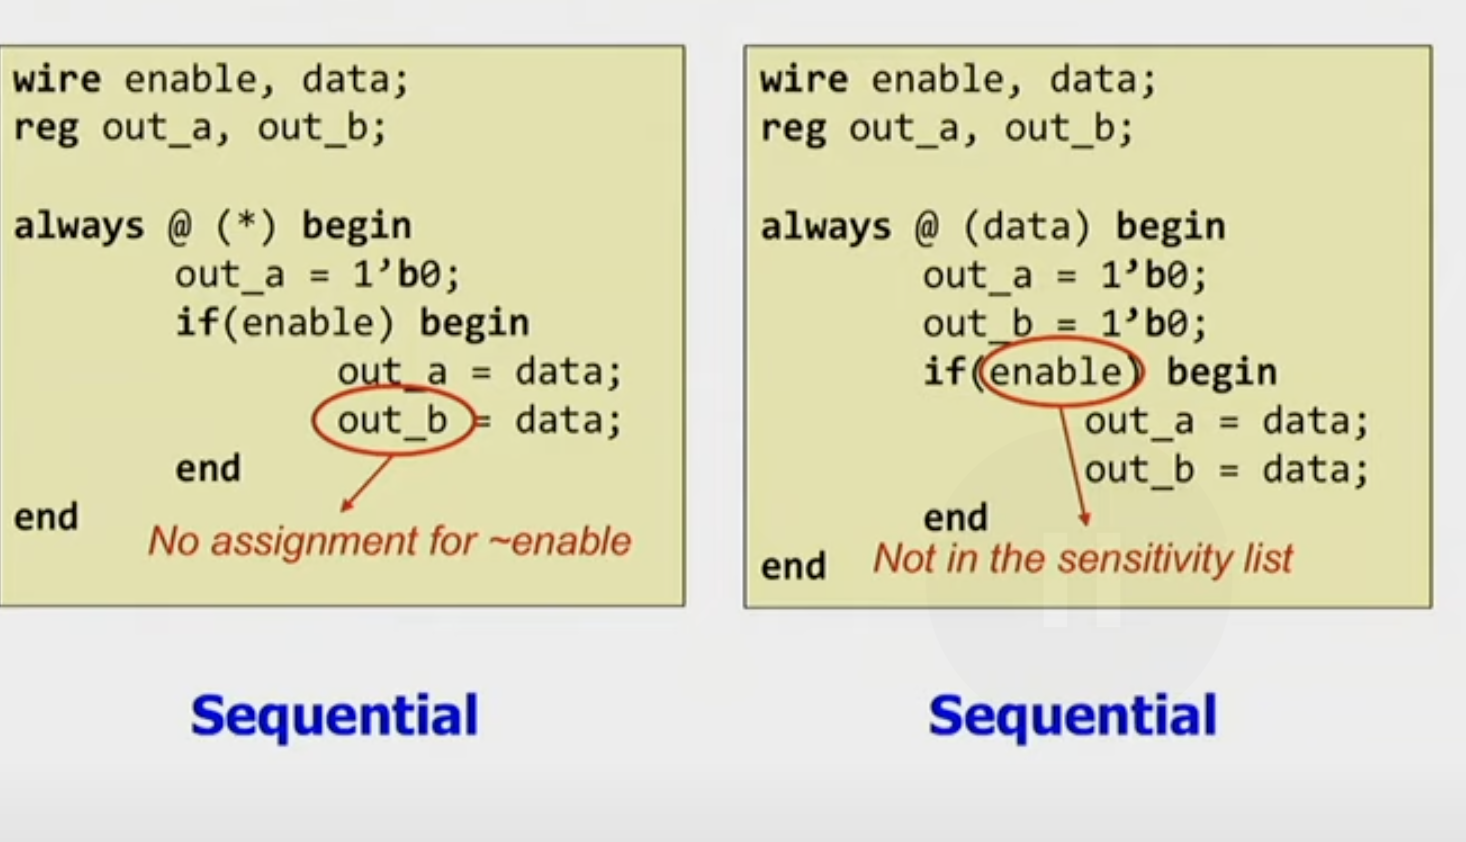 wire enable, data;
reg out_a, out_b;
always @ (*) begin
out_a = 1’b0;
if(enable) begin
out_a = data;
out_b = data;
end
end
No assignment for ~enable
Sequential
wire enable, data;
reg out_a, out_b;
always @ (data) begin
out_a = 1’b0;
out_b = 1’b0;
if(enable) begin
out_a = data;
out_b = data;
end
end
Not in the sensitivity list
Sequential